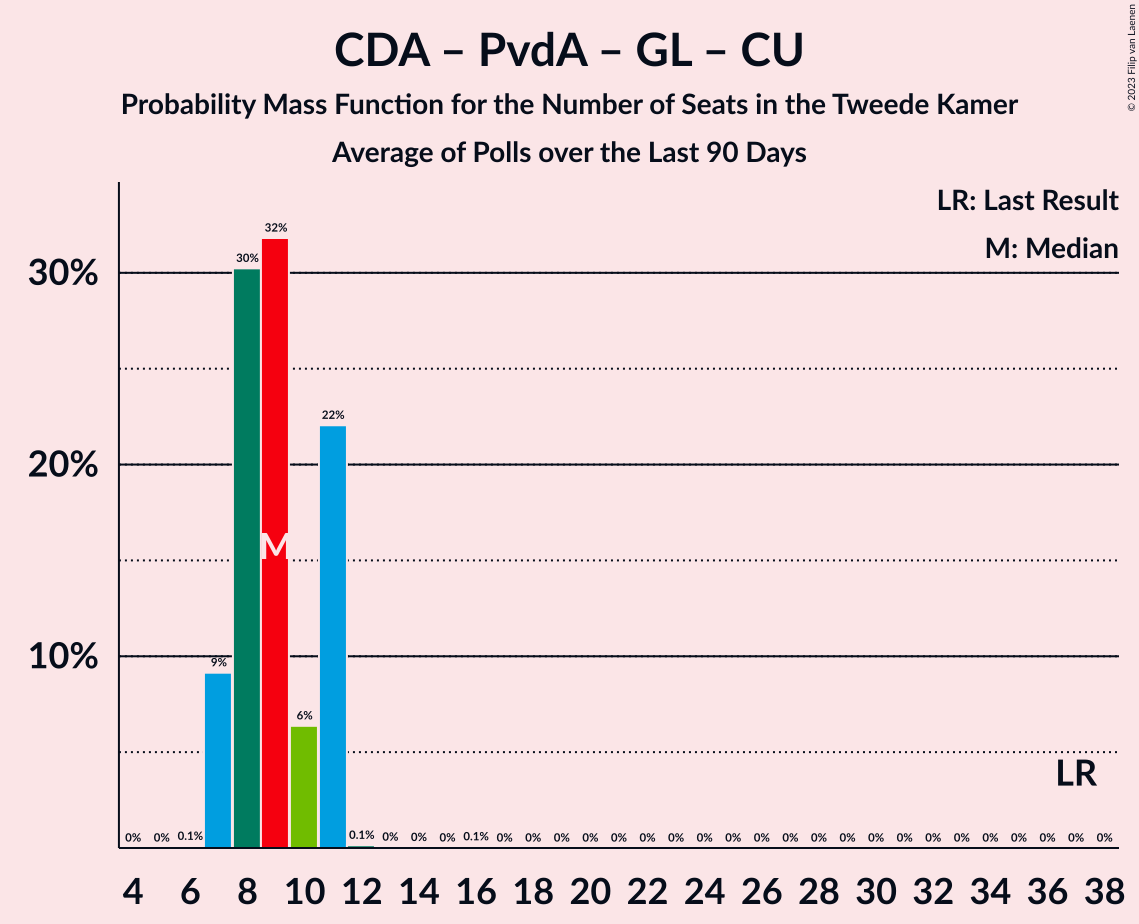 CDA – PvdA – GL – CU
Probability Mass Function for the Number of Seats in the Tweede Kamer
Average of Polls over the Last 90 Days
© 2023 Filip van Laenen
LR: Last Result
M: Median
30%
20%
10%
0% 0% 0.1% 9% 30% 32% 6% 22% 0.1% 0% 0% 0% 0.1% 0% 0% 0% 0% 0% 0% 0% 0% 0% 0% 0% 0% 0% 0% 0% 0% 0% 0% 0% 0% 0% 0%
M
LR
4 6 8 10 12 14 16 18 20 22 24 26 28 30 32 34 36 38